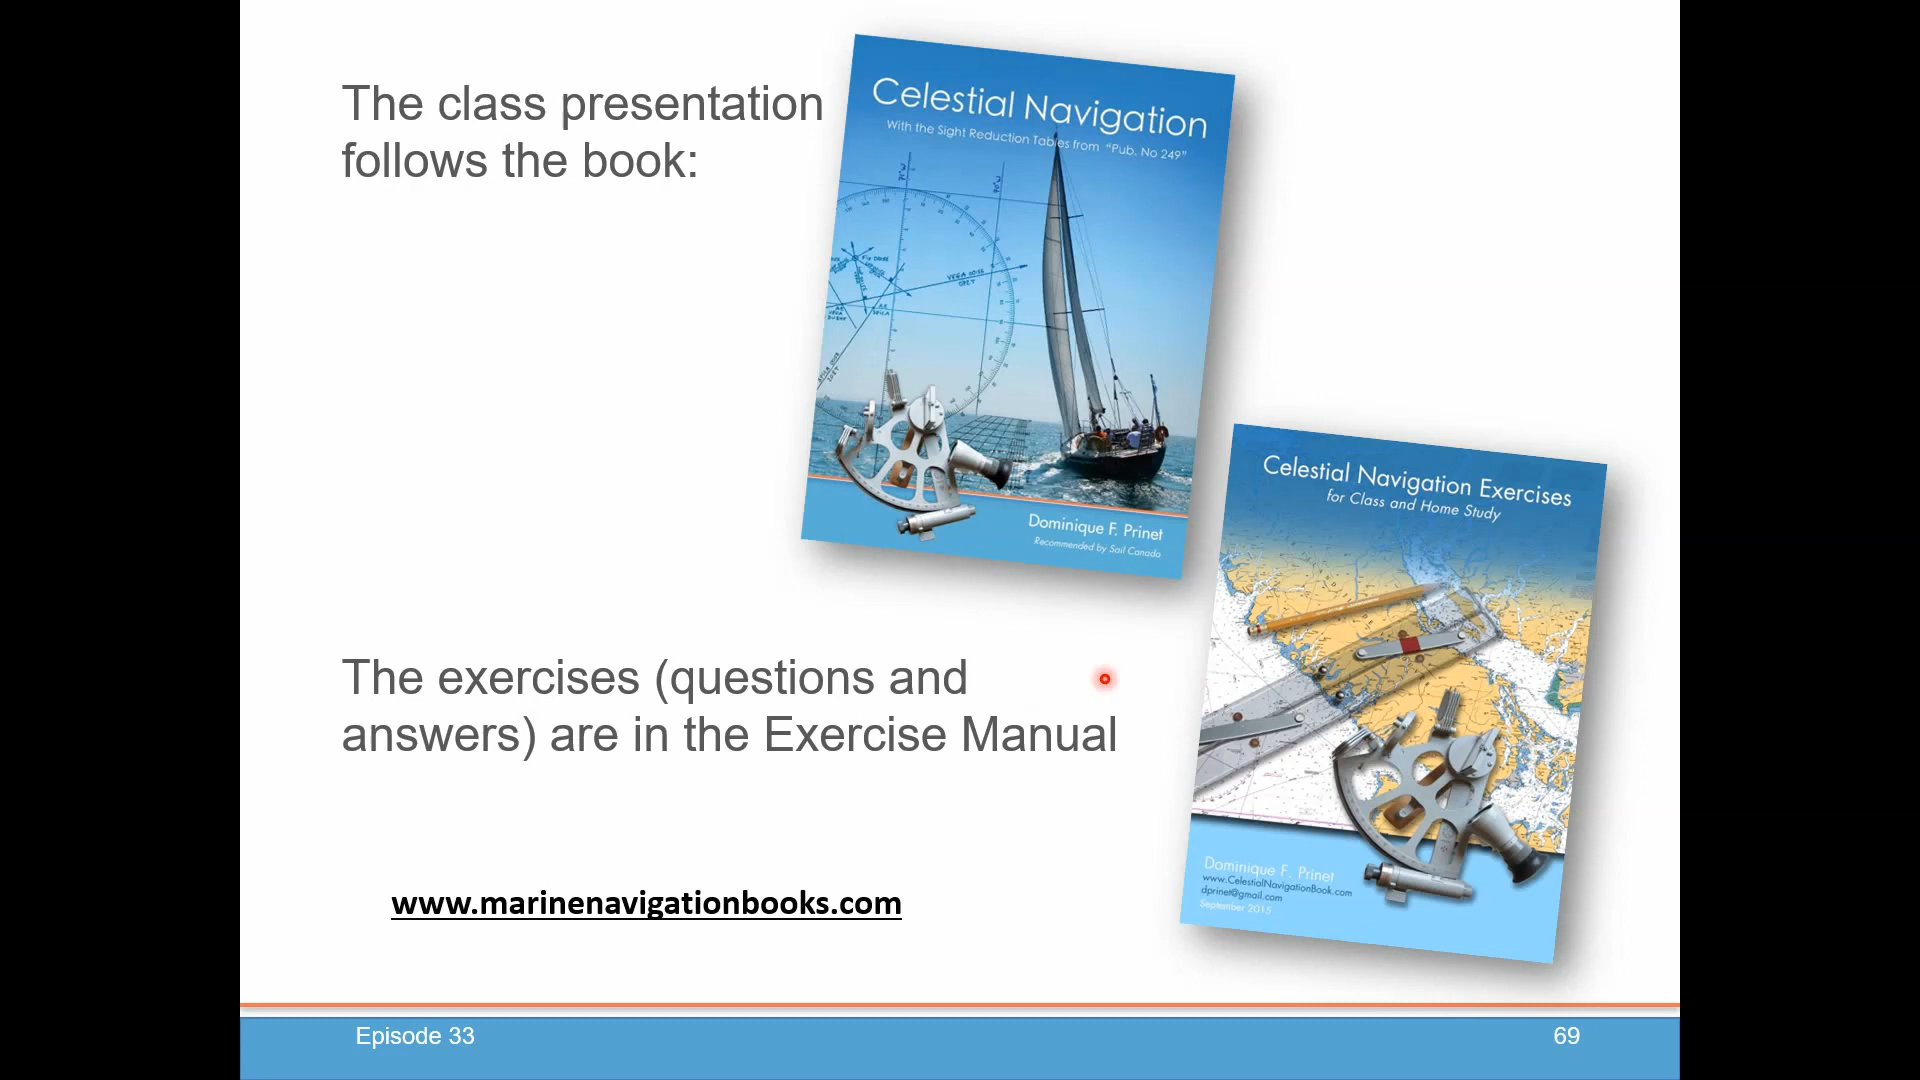 The class presentation
follows the book:
Celestial Navigation
With the Sight Reduction Tables from "Pub. No 249"
Dominique F. Prinet
Recommended by Sail Canada
Celestial Navigation Exercises
for Class and Home Study
The exercises (questions and
answers) are in the Exercise Manual
Dominique F. Prinet
www.CelestialNavigationBook.com
dprinet@gmail.com
September 2015
www.marinenavigationbooks.com
Episode 33
69